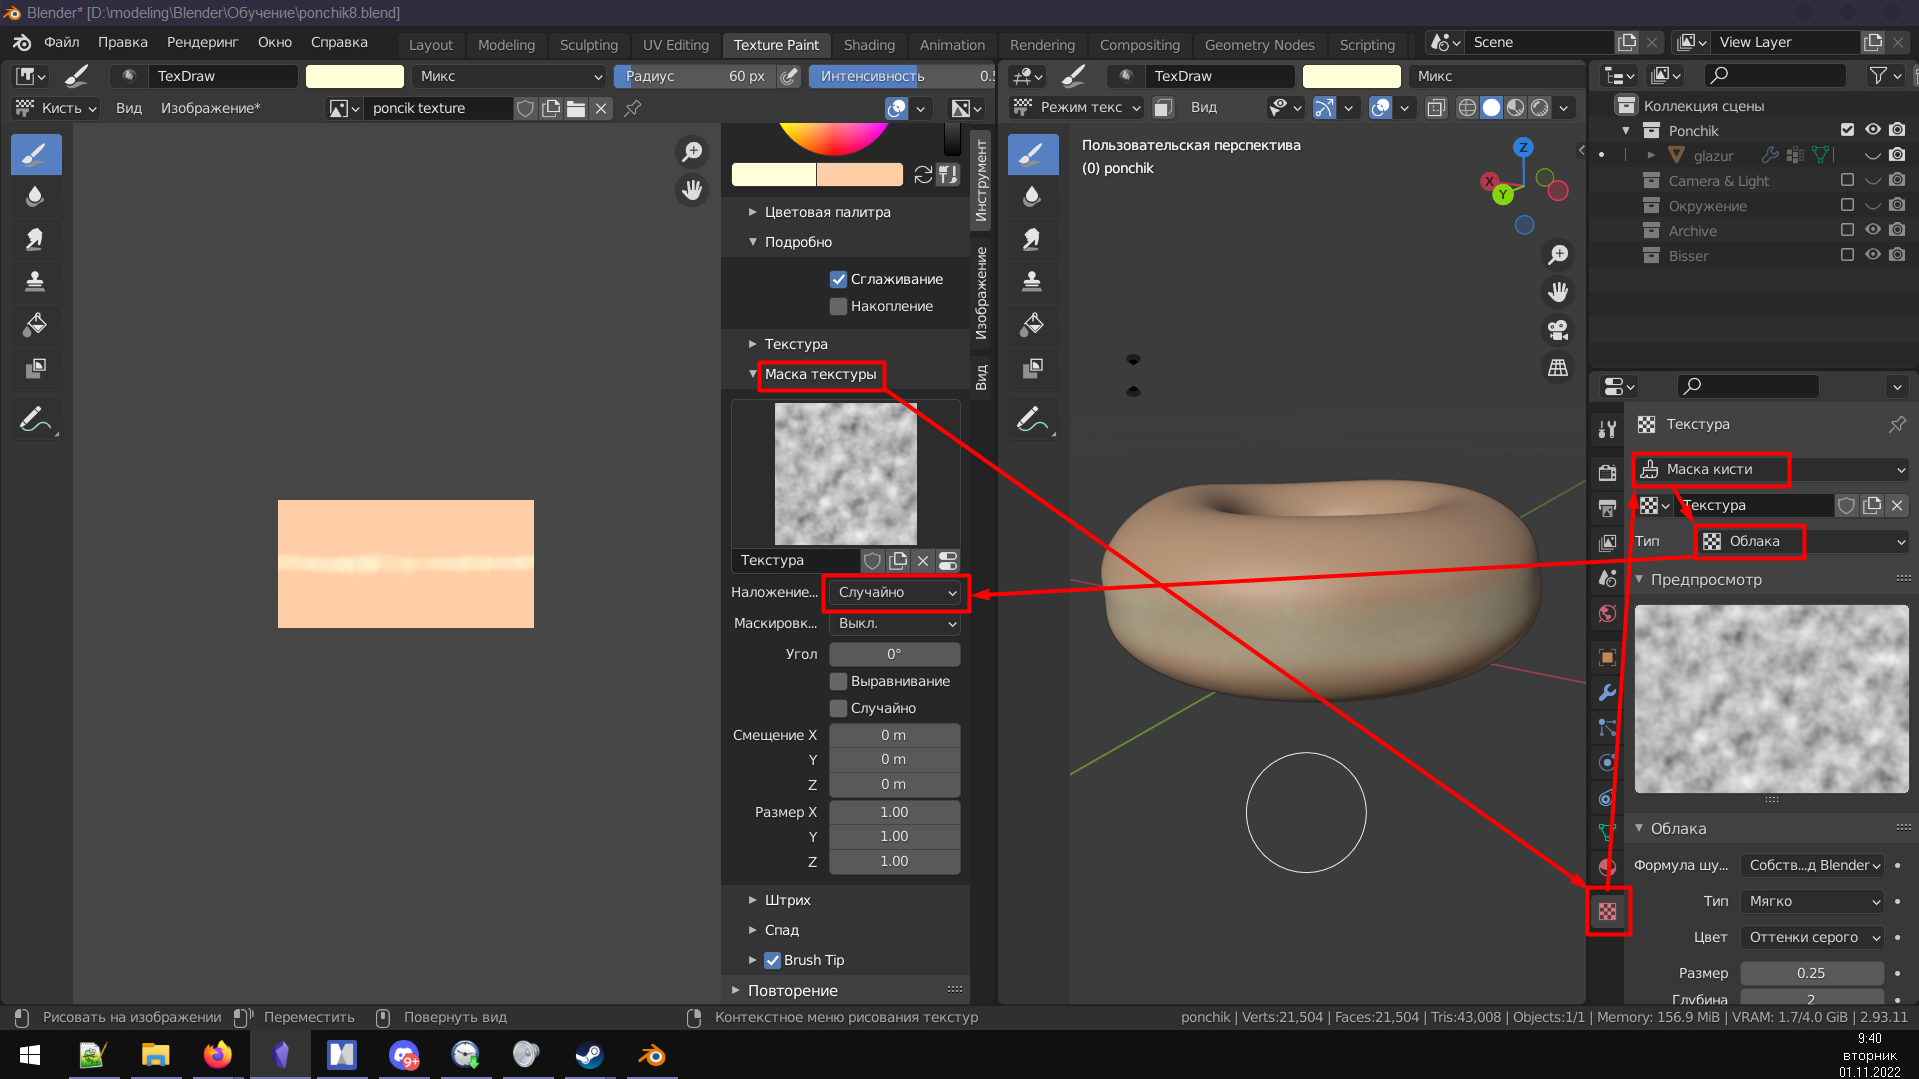 Blender* [D:\modeling\Blender\Обучение\ponchik8.blend]
Файл Правка Рендеринг Окно Справка Layout Modeling Sculpting UV Editing Texture Paint Shading Animation Rendering Compositing Geometry Nodes Scripting Scene View Layer
TexDraw Микс Радиус 60 px Интенсивность 0.5 TexDraw Микс
Кисть Вид Изображение* poncik texture Режим текс Вид
Коллекция сцены
Ponchik
glazur
Camera & Light
Окружение
Archive
Bisser
Инструмент
Изображение
Вид
Цветовая палитра
Подробно
Сглаживание
Накопление
Текстура
Маска текстуры
Текстура
Наложение... Случайно
Маскировк... Выкл.
Угол 0°
Выравнивание
Случайно
Смещение X 0 m
Y 0 m
Z 0 m
Размер X 1.00
Y 1.00
Z 1.00
Штрих
Спад
Brush Tip
Повторение
Пользовательская перспектива
(0) ponchik
Z
X
Y
Текстура
Маска кисти
Текстура
Тип Облака
Предпросмотр
Облака
Формула шу... Собств...д Blender
Тип Мягко
Цвет Оттенки серого
Размер 0.25
Глубина 2
Рисовать на изображении Переместить Повернуть вид Контекстное меню рисования текстур ponchik | Verts:21,504 | Faces:21,504 | Tris:43,008 | Objects:1/1 | Memory: 156.9 MiB | VRAM: 1.7/4.0 GiB | 2.93.11
9+
9:40
вторник
01.11.2022